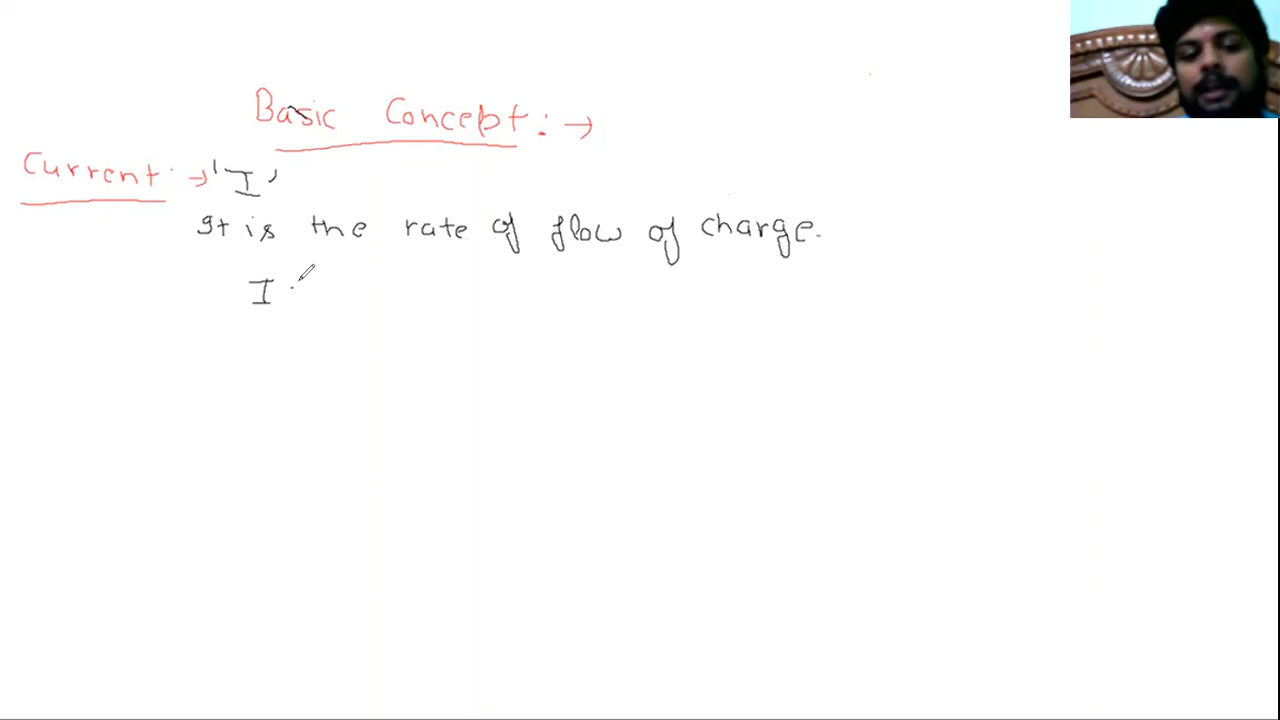 Basic Concept : →
Current : → 'I'
It is the rate of flow of charge.
I